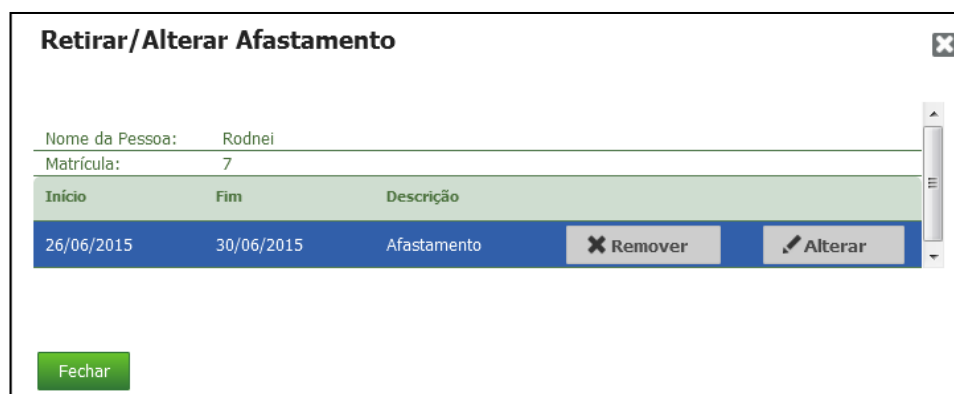 Retirar/Alterar Afastamento
Nome da Pessoa: Rodnei
Matrícula: 7
Início Fim Descrição
26/06/2015 30/06/2015 Afastamento Remover Alterar
Fechar